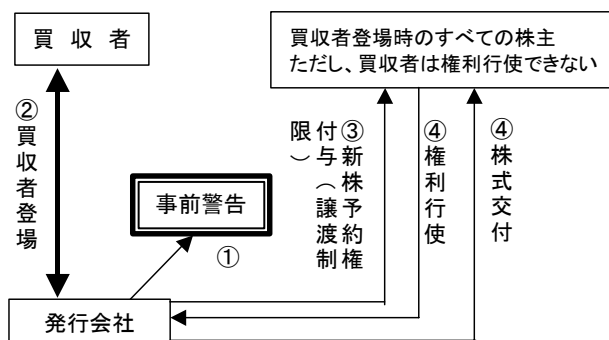 買 収 者
買収者登場時のすべての株主
ただし、買収者は権利行使できない
②買収者登場
事前警告
①
③新株予約権
付与（譲渡制
限）
④権利行使
④株式交付
発行会社